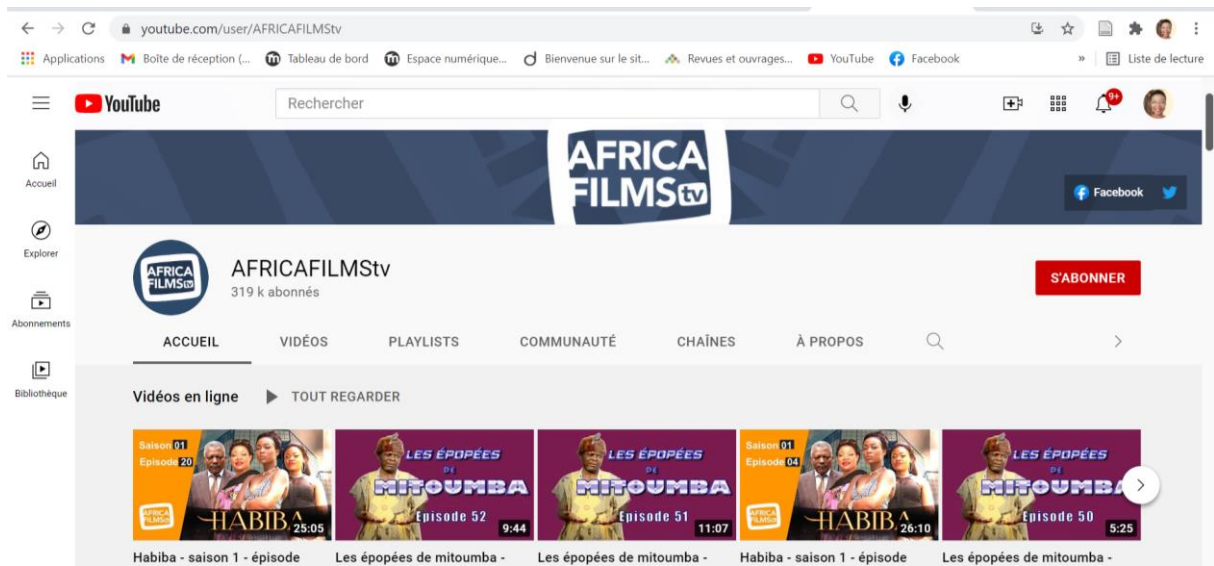 youtube.com/user/AFRICAFILMStv
Applications Boîte de réception (... Tableau de bord Espace numérique... Bienvenue sur le sit... Revues et ouvrages... YouTube Facebook » Liste de lecture
YouTube Rechercher 9+
AFRICA
FILMS tv
Facebook
Accueil
Explorer
Abonnements
Bibliothèque
AFRICA
FILMS tv
AFRICAFILMStv
319 k abonnés
S'ABONNER
ACCUEIL VIDÉOS PLAYLISTS COMMUNAUTÉ CHAÎNES À PROPOS
Vidéos en ligne TOUT REGARDER
Saison 01
Episode 20
AFRICA
FILMS
HABIBA
25:05
LES ÉPOPÉES
DE
MITOUMBA
Episode 52
9:44
LES ÉPOPÉES
DE
MITOUMBA
Episode 51
11:07
Saison 01
Episode 04
AFRICA
FILMS
HABIBA
26:10
LES ÉPOPÉES
DE
MITOUMBA
Episode 50
5:25
Habiba - saison 1 - épisode
Les épopées de mitoumba -
Les épopées de mitoumba -
Habiba - saison 1 - épisode
Les épopées de mitoumba -